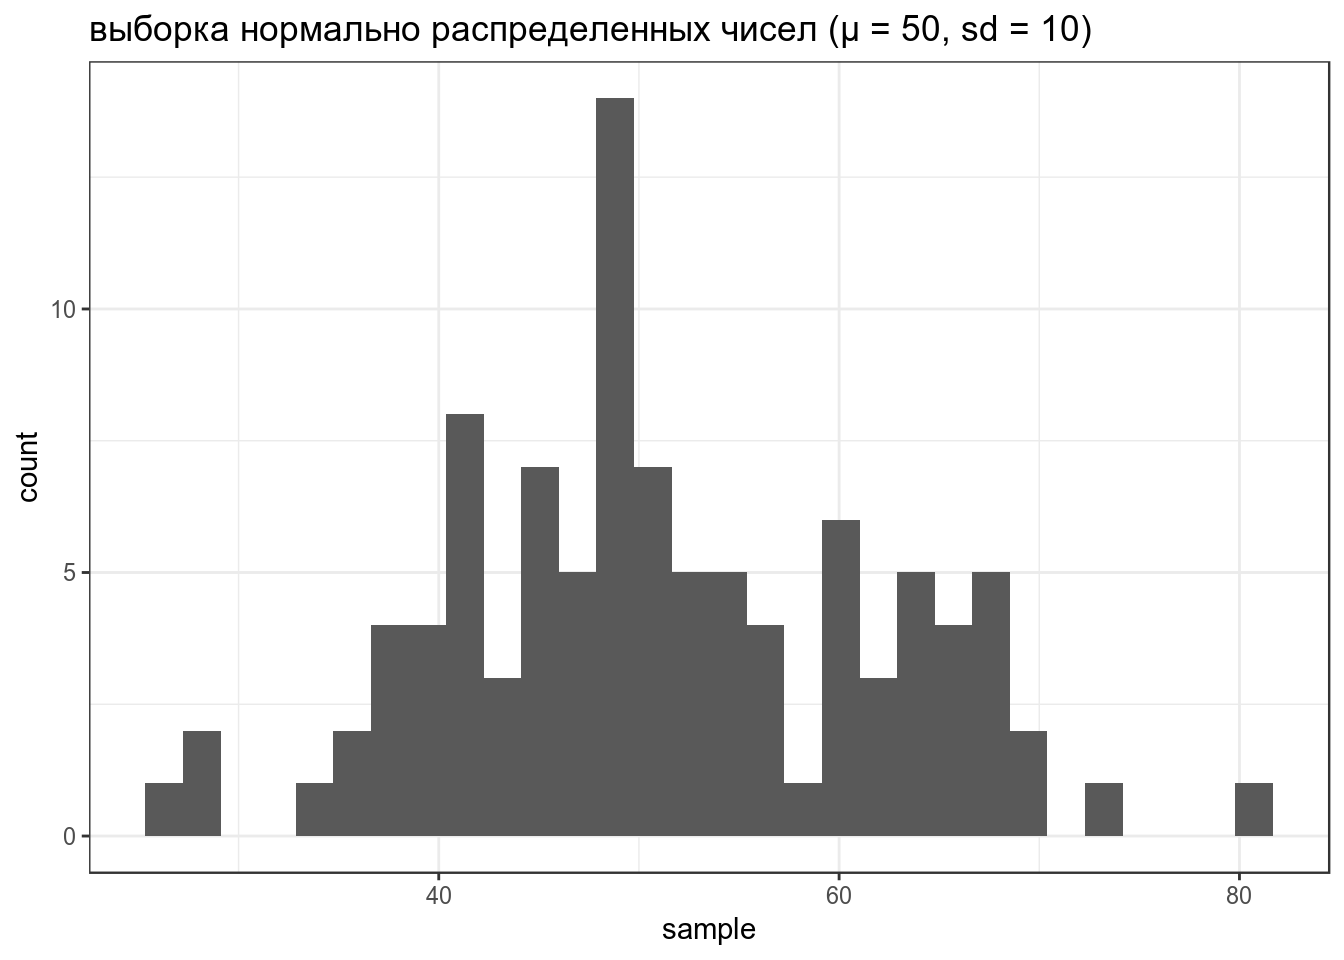 выборка нормально распределенных чисел (μ = 50, sd = 10)
10
5
0
count
40 60 80
sample